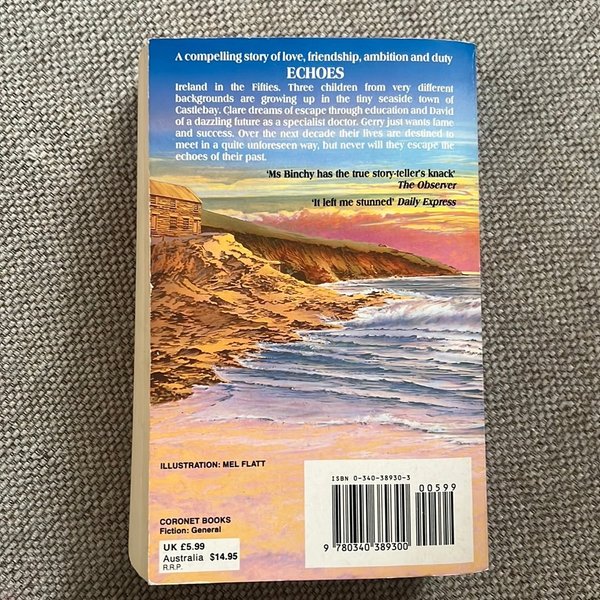 A compelling story of love, friendship, ambition and duty
ECHOES
Ireland in the Fifties. Three children from very different
backgrounds are growing up in the tiny seaside town of
Castlebay. Clare dreams of escape through education and David
of a dazzling future as a specialist doctor. Gerry just wants fame
and success. Over the next decade their lives are destined to
meet in a quite unforeseen way, but never will they escape the
echoes of their past.
'Ms Binchy has the true story-teller's knack'
The Observer
'It left me stunned' Daily Express
ILLUSTRATION: MEL FLATT
ISBN 0-340-38930-3
00599
9 780340 389300
CORONET BOOKS
Fiction: General
UK £5.99
Australia $14.95
R.R.P.